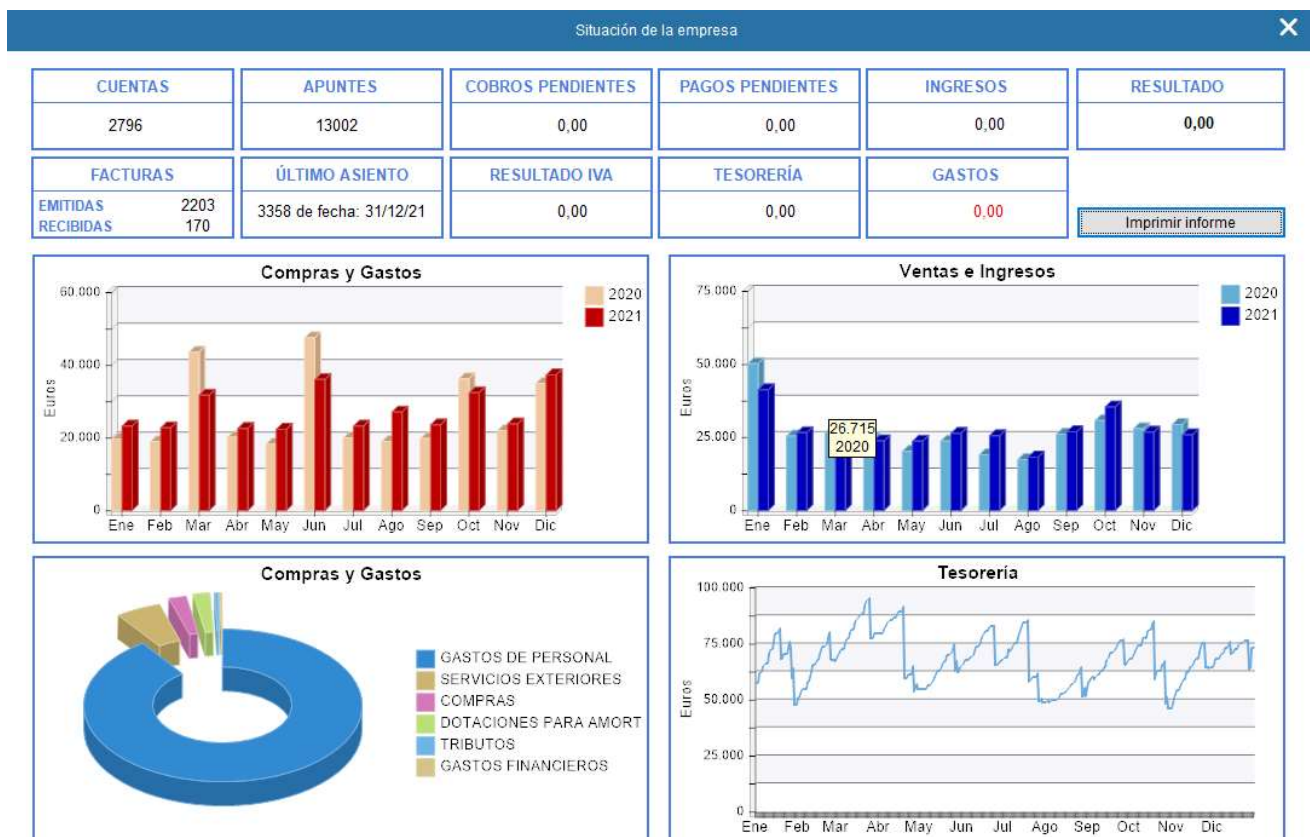 Situación de la empresa
CUENTAS
2796
APUNTES
13002
COBROS PENDIENTES
0,00
PAGOS PENDIENTES
0,00
INGRESOS
0,00
RESULTADO
0,00
FACTURAS
EMITIDAS 2203
RECIBIDAS 170
ÚLTIMO ASIENTO
3358 de fecha: 31/12/21
RESULTADO IVA
0,00
TESORERÍA
0,00
GASTOS
0,00
Imprimir informe
Compras y Gastos
60.000
40.000
20.000
0
Euros
Ene Feb Mar Abr May Jun Jul Ago Sep Oct Nov Dic
2020
2021
Ventas e Ingresos
75.000
50.000
25.000
0
Euros
26.715
2020
Ene Feb Mar Abr May Jun Jul Ago Sep Oct Nov Dic
2020
2021
Compras y Gastos
GASTOS DE PERSONAL
SERVICIOS EXTERIORES
COMPRAS
DOTACIONES PARA AMORT
TRIBUTOS
GASTOS FINANCIEROS
Tesorería
100.000
75.000
50.000
25.000
0
Euros
Ene Feb Mar Abr May Jun Jul Ago Sep Oct Nov Dic